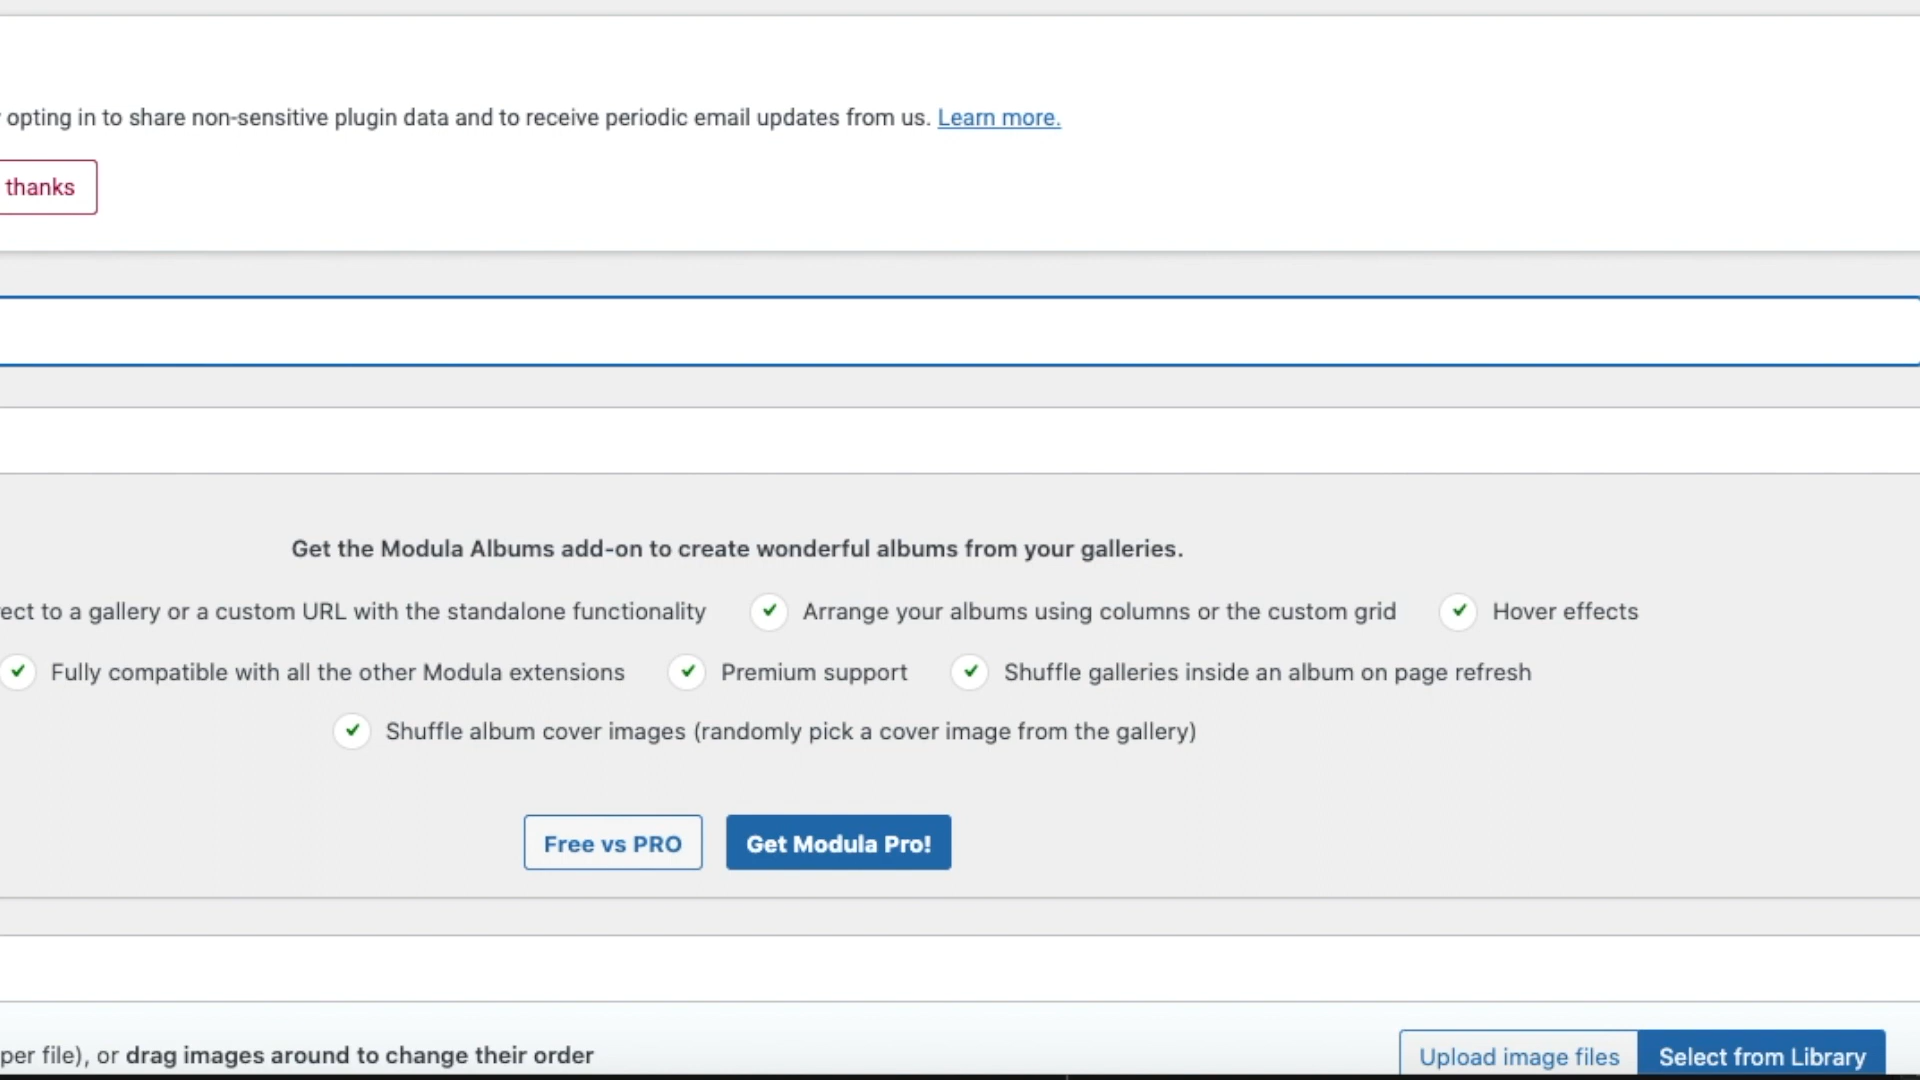 opting in to share non-sensitive plugin data and to receive periodic email updates from us. Learn more.
thanks
Get the Modula Albums add-on to create wonderful albums from your galleries.
ect to a gallery or a custom URL with the standalone functionality Arrange your albums using columns or the custom grid Hover effects
Fully compatible with all the other Modula extensions Premium support Shuffle galleries inside an album on page refresh
Shuffle album cover images (randomly pick a cover image from the gallery)
Free vs PRO Get Modula Pro!
per file), or drag images around to change their order Upload image files Select from Library